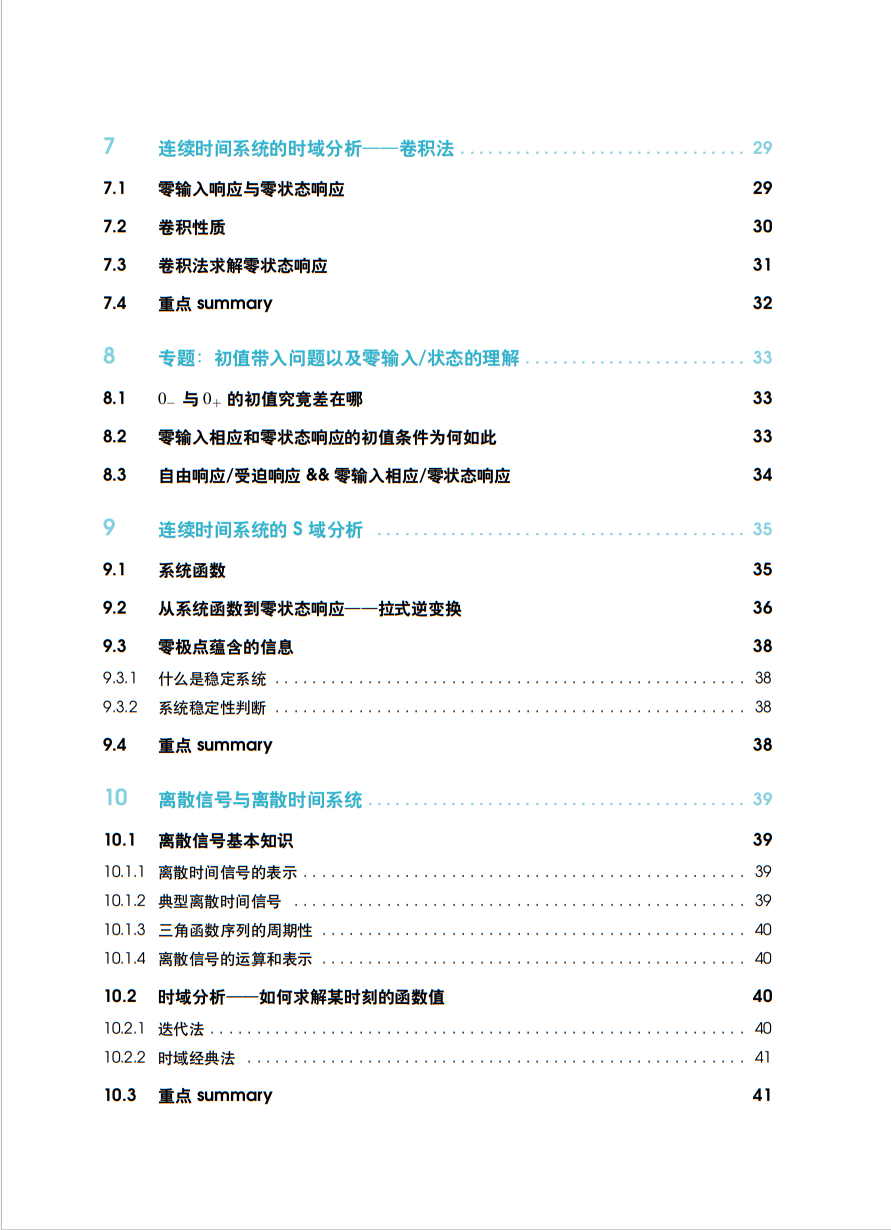 7 连续时间系统的时域分析——卷积法 . . . . . . . . . . . . . . . . . . . . . . . . . . . . . . 29
7.1 零输入响应与零状态响应 29
7.2 卷积性质 30
7.3 卷积法求解零状态响应 31
7.4 重点 summary 32
8 专题：初值带入问题以及零输入/状态的理解 . . . . . . . . . . . . . . . . . . . . . . . 33
8.1 0₋ 与 0₊ 的初值究竟差在哪 33
8.2 零输入相应和零状态响应的初值条件为何如此 33
8.3 自由响应/受迫响应 && 零输入相应/零状态响应 34
9 连续时间系统的 S 域分析 . . . . . . . . . . . . . . . . . . . . . . . . . . . . . . . . . . . . . . . 35
9.1 系统函数 35
9.2 从系统函数到零状态响应——拉式逆变换 36
9.3 零极点蕴含的信息 38
9.3.1 什么是稳定系统 . . . . . . . . . . . . . . . . . . . . . . . . . . . . . . . . . . . . . . . . . . . . . . . . . . . 38
9.3.2 系统稳定性判断 . . . . . . . . . . . . . . . . . . . . . . . . . . . . . . . . . . . . . . . . . . . . . . . . . . . 38
9.4 重点 summary 38
10 离散信号与离散时间系统 . . . . . . . . . . . . . . . . . . . . . . . . . . . . . . . . . . . . . . . . 39
10.1 离散信号基本知识 39
10.1.1 离散时间信号的表示 . . . . . . . . . . . . . . . . . . . . . . . . . . . . . . . . . . . . . . . . . . . . . . . . 39
10.1.2 典型离散时间信号 . . . . . . . . . . . . . . . . . . . . . . . . . . . . . . . . . . . . . . . . . . . . . . . . . 39
10.1.3 三角函数序列的周期性 . . . . . . . . . . . . . . . . . . . . . . . . . . . . . . . . . . . . . . . . . . . . . . 40
10.1.4 离散信号的运算和表示 . . . . . . . . . . . . . . . . . . . . . . . . . . . . . . . . . . . . . . . . . . . . . . 40
10.2 时域分析——如何求解某时刻的函数值 40
10.2.1 迭代法 . . . . . . . . . . . . . . . . . . . . . . . . . . . . . . . . . . . . . . . . . . . . . . . . . . . . . . . . . . 40
10.2.2 时域经典法 . . . . . . . . . . . . . . . . . . . . . . . . . . . . . . . . . . . . . . . . . . . . . . . . . . . . . . 41
10.3 重点 summary 41